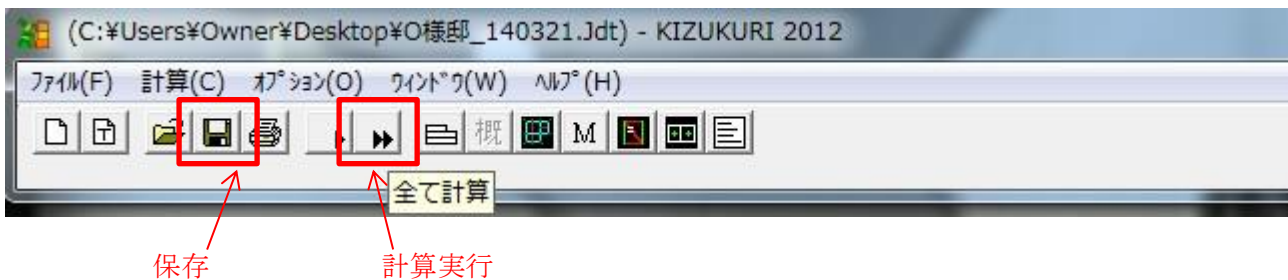 (C:¥Users¥Owner¥Desktop¥O様邸_140321.Jdt) - KIZUKURI 2012
ﾌｧｲﾙ(F) 計算(C) ｵﾌﾟｼｮﾝ(O) ｳｨﾝﾄﾞｳ(W) ﾍﾙﾌﾟ(H)
T 概 M
全て計算
保存 計算実行